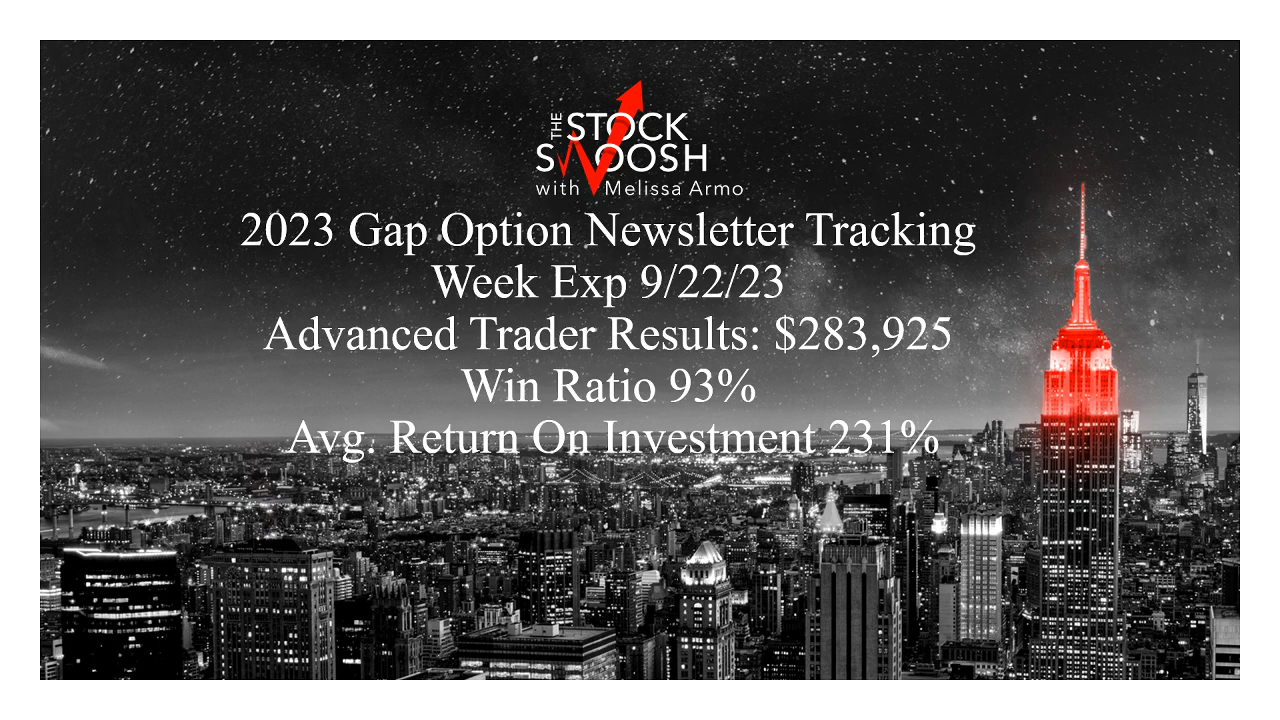 THE STOCK
SWOOSH
with Melissa Armo
2023 Gap Option Newsletter Tracking
Week Exp 9/22/23
Advanced Trader Results: $283,925
Win Ratio 93%
Avg. Return On Investment 231%